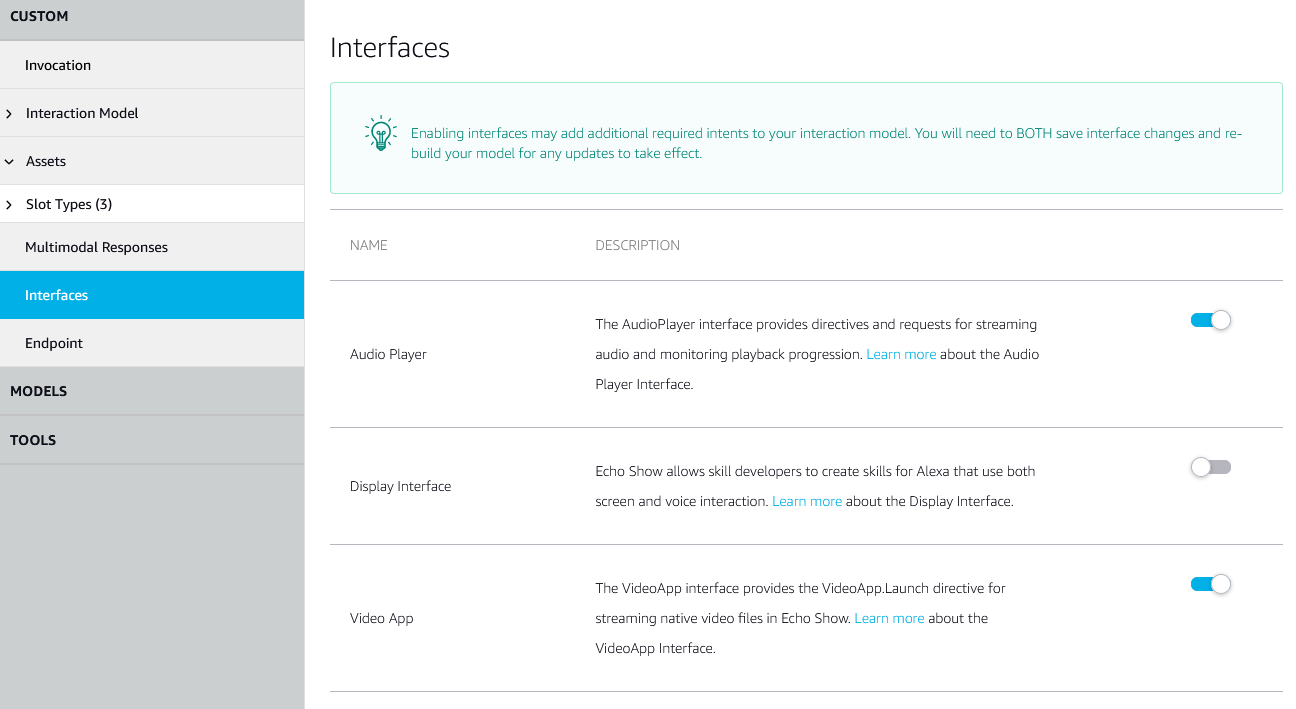 CUSTOM
Invocation
Interaction Model
Assets
Slot Types (3)
Multimodal Responses
Interfaces
Endpoint
MODELS
TOOLS
Interfaces
Enabling interfaces may add additional required intents to your interaction model. You will need to BOTH save interface changes and re-
build your model for any updates to take effect.
NAME DESCRIPTION
The AudioPlayer interface provides directives and requests for streaming
Audio Player audio and monitoring playback progression. Learn more about the Audio
Player Interface.
Echo Show allows skill developers to create skills for Alexa that use both
Display Interface
screen and voice interaction. Learn more about the Display Interface.
The VideoApp interface provides the VideoApp.Launch directive for
Video App streaming native video files in Echo Show. Learn more about the
VideoApp Interface.